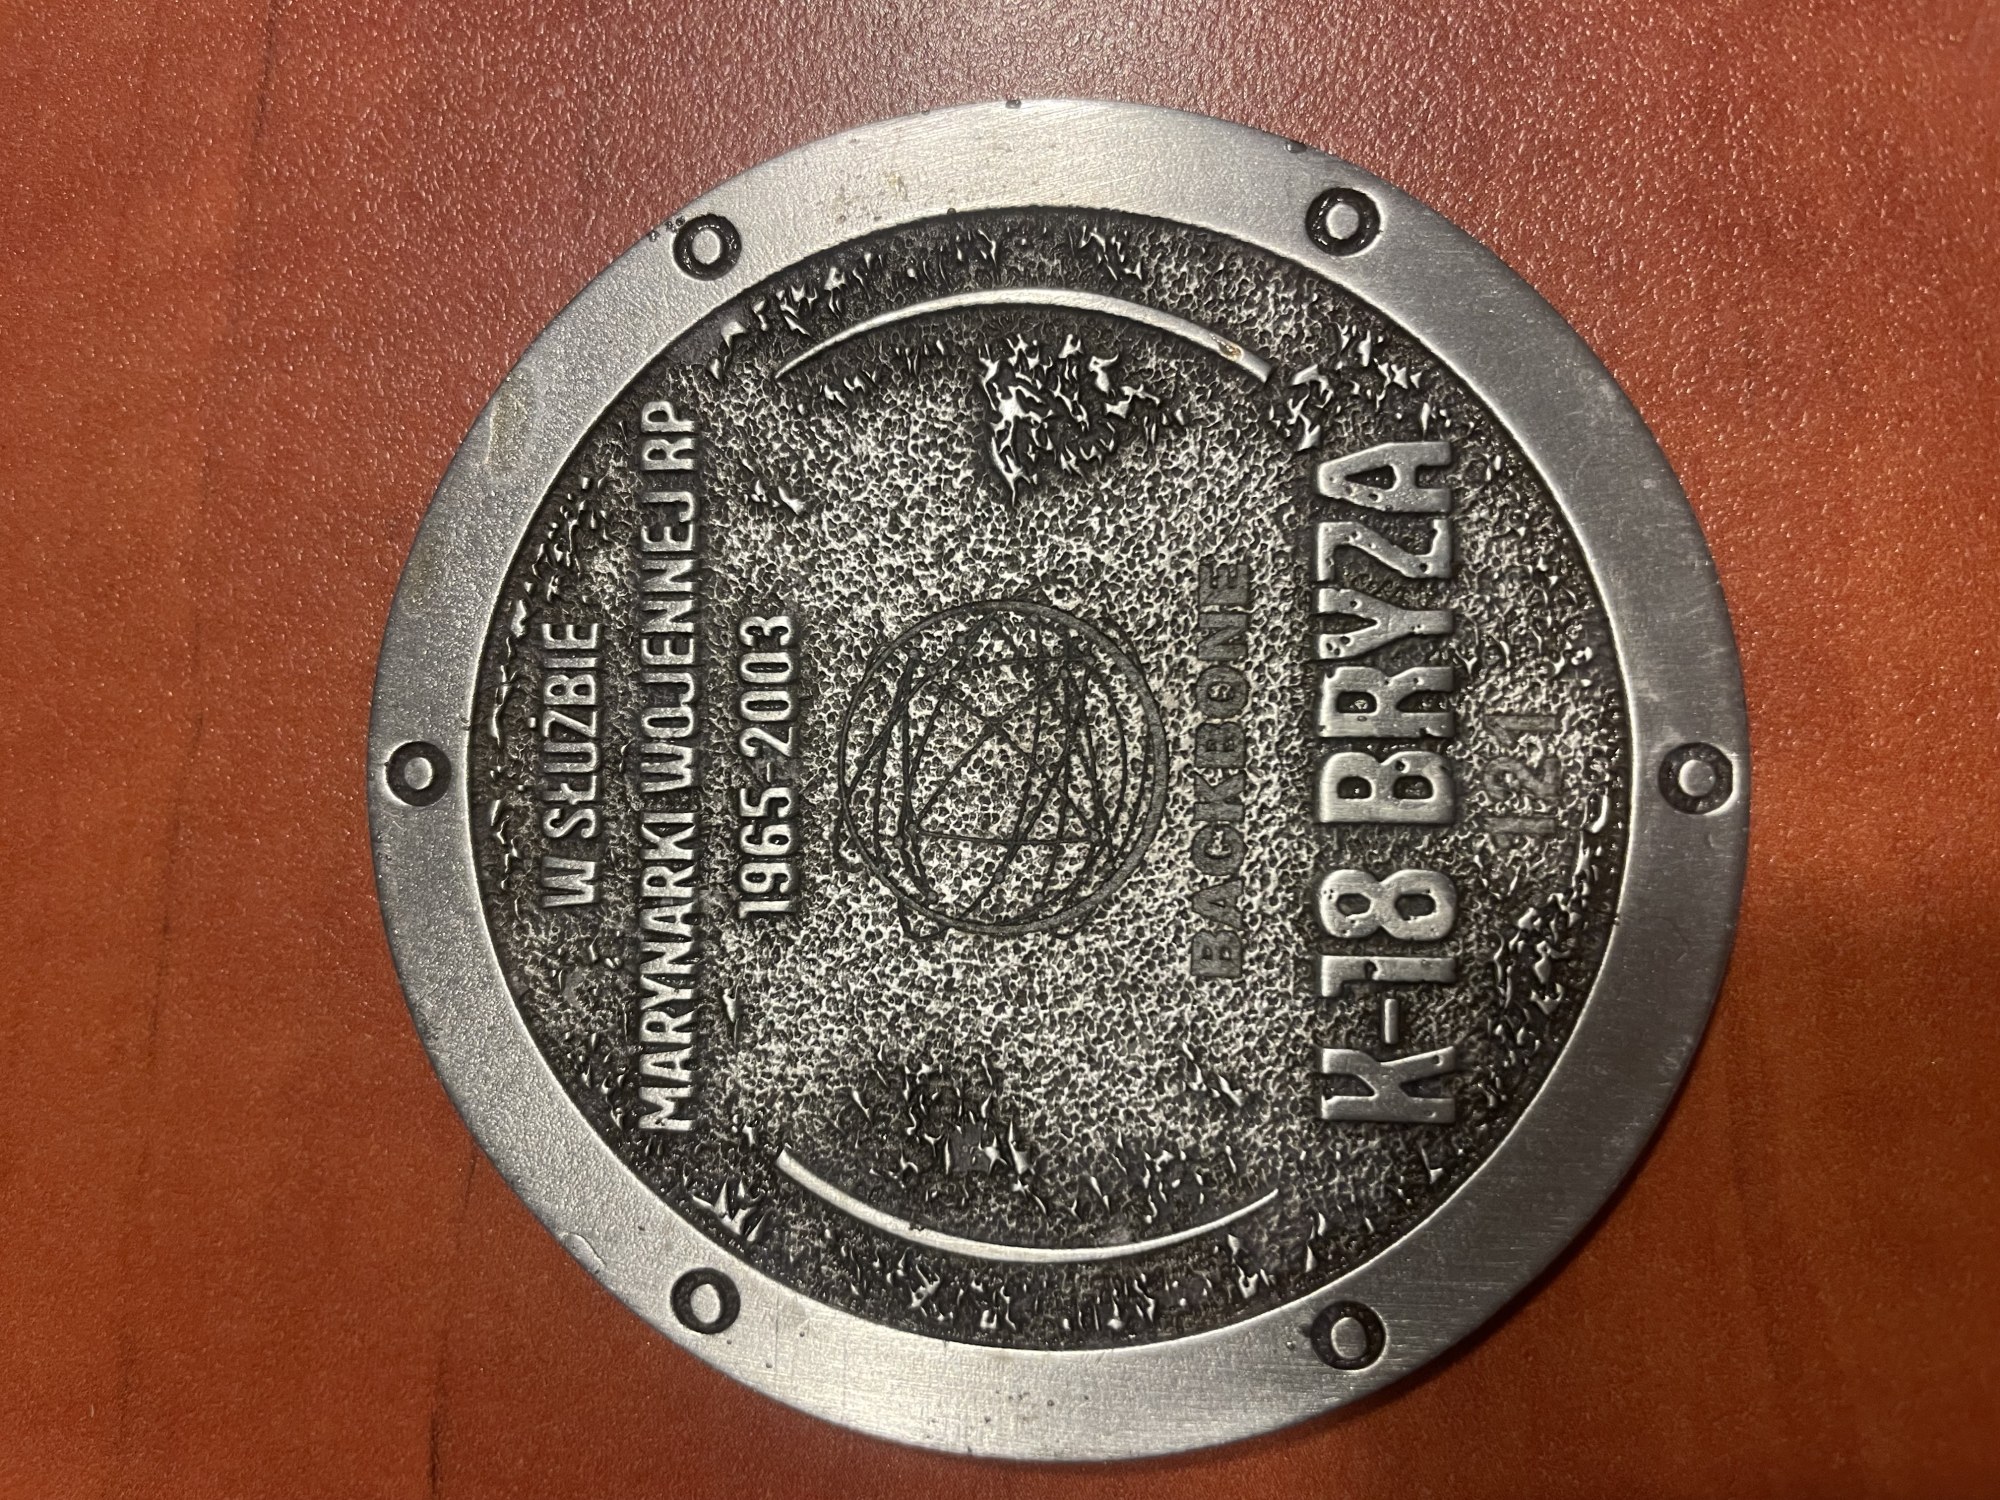 W SŁUŻBIE
MARYNARKI WOJENNEJ RP
1965-2003
BACKBONE
K-18 BRYZA
121